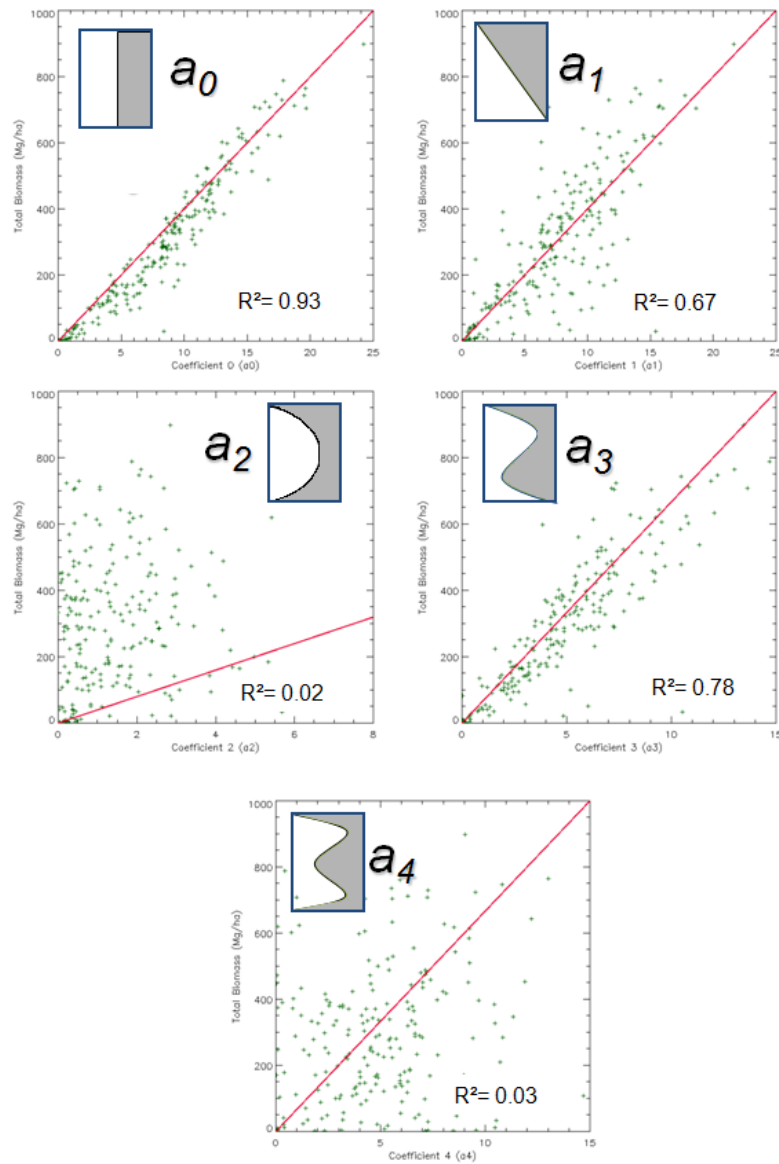 1000
800
600
400
200
0
Total Biomass (Mg/ha)
a0
R²= 0.93
0 5 10 15 20 25
Coefficient 0 (a0)
1000
800
600
400
200
0
Total Biomass (Mg/ha)
a1
R²= 0.67
0 5 10 15 20 25
Coefficient 1 (a1)
1000
800
600
400
200
0
Total Biomass (Mg/ha)
a2
R²= 0.02
0 2 4 6 8
Coefficient 2 (a2)
1000
800
600
400
200
0
Total Biomass (Mg/ha)
a3
R²= 0.78
0 5 10 15
Coefficient 3 (a3)
1000
800
600
400
200
0
Total Biomass (Mg/ha)
a4
R²= 0.03
0 5 10 15
Coefficient 4 (a4)